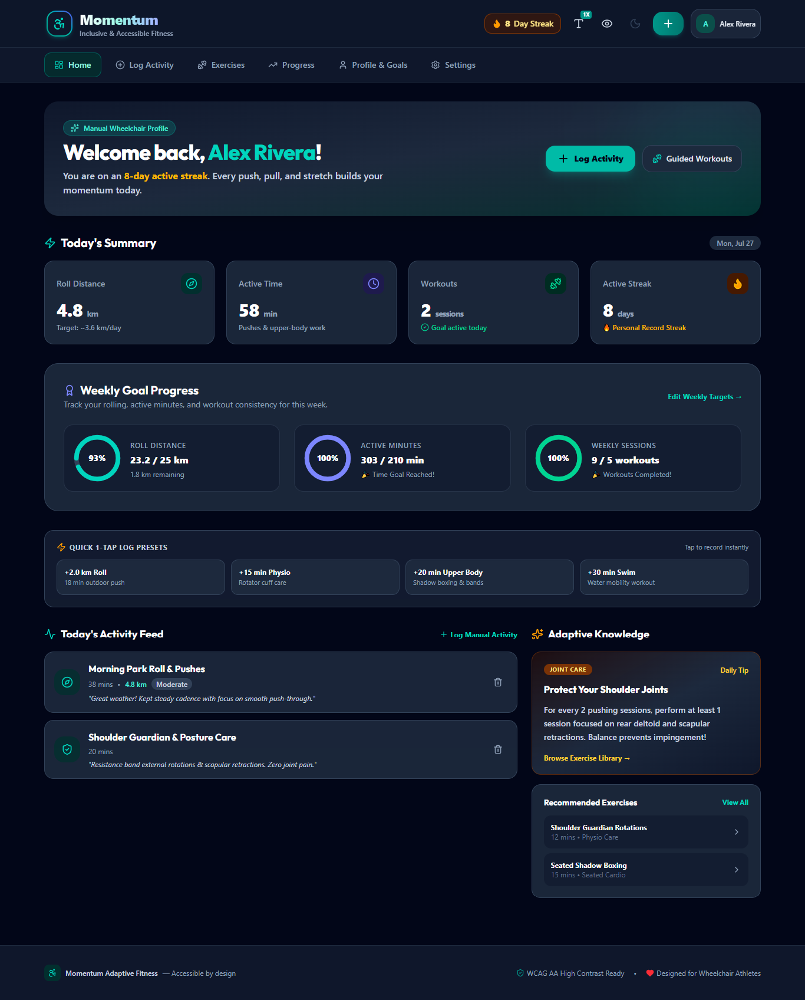 Momentum
Inclusive & Accessible Fitness
8 Day Streak
1X
A
Alex Rivera
Home
Log Activity
Exercises
Progress
Profile & Goals
Settings
Manual Wheelchair Profile
Welcome back, Alex Rivera!
You are on an 8-day active streak. Every push, pull, and stretch builds your
momentum today.
Log Activity
Guided Workouts
Today's Summary
Mon, Jul 27
Roll Distance
4.8 km
Target: ~3.6 km/day
Active Time
58 min
Pushes & upper-body work
Workouts
2 sessions
Goal active today
Active Streak
8 days
Personal Record Streak
Weekly Goal Progress
Track your rolling, active minutes, and workout consistency for this week.
Edit Weekly Targets →
93%
ROLL DISTANCE
23.2 / 25 km
1.8 km remaining
100%
ACTIVE MINUTES
303 / 210 min
Time Goal Reached!
100%
WEEKLY SESSIONS
9 / 5 workouts
Workouts Completed!
QUICK 1-TAP LOG PRESETS
Tap to record instantly
+2.0 km Roll
18 min outdoor push
+15 min Physio
Rotator cuff care
+20 min Upper Body
Shadow boxing & bands
+30 min Swim
Water mobility workout
Today's Activity Feed
Log Manual Activity
Morning Park Roll & Pushes
38 mins • 4.8 km Moderate
"Great weather! Kept steady cadence with focus on smooth push-through."
Shoulder Guardian & Posture Care
20 mins
"Resistance band external rotations & scapular retractions. Zero joint pain."
Adaptive Knowledge
JOINT CARE
Daily Tip
Protect Your Shoulder Joints
For every 2 pushing sessions, perform at least 1
session focused on rear deltoid and scapular
retractions. Balance prevents impingement!
Browse Exercise Library →
Recommended Exercises
View All
Shoulder Guardian Rotations
12 mins • Physio Care
Seated Shadow Boxing
15 mins • Seated Cardio
Momentum Adaptive Fitness — Accessible by design
WCAG AA High Contrast Ready • Designed for Wheelchair Athletes